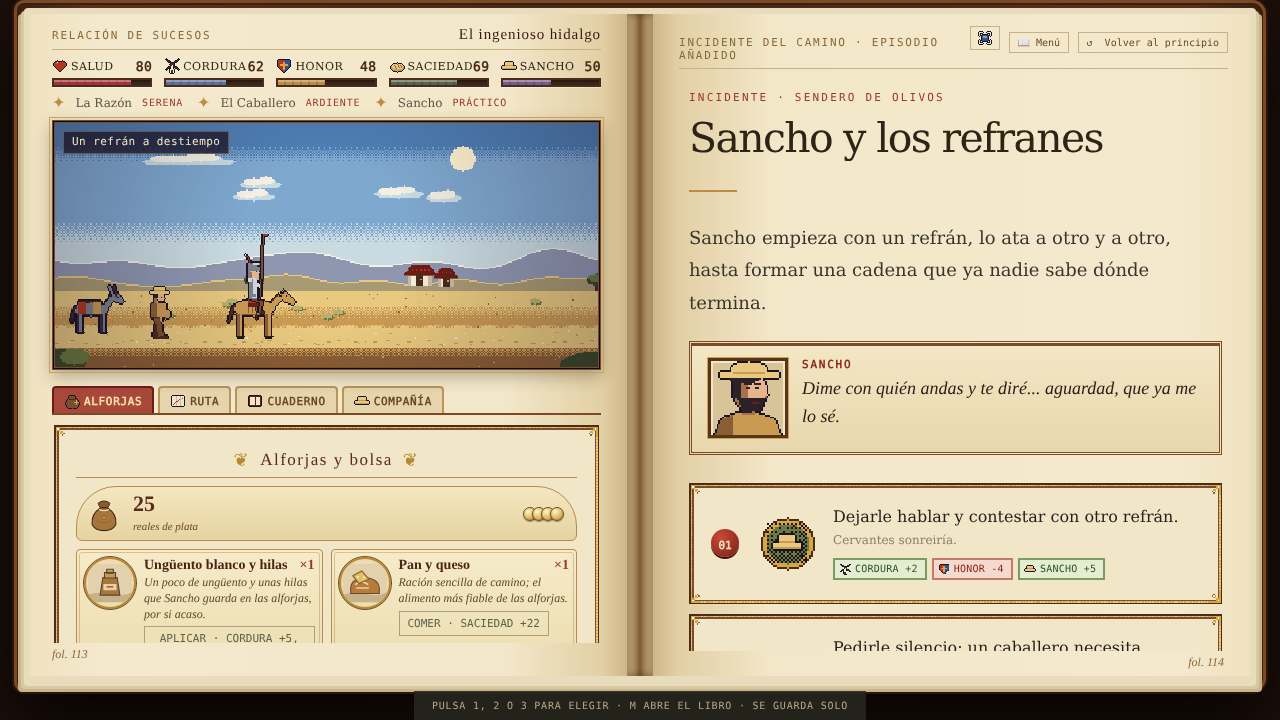 RELACIÓN DE SUCESOS
El ingenioso hidalgo
SALUD 80
CORDURA 62
HONOR 48
SACIEDAD 69
SANCHO 50
La Razón SERENA
El Caballero ARDIENTE
Sancho PRÁCTICO
Un refrán a destiempo
ALFORJAS
RUTA
CUADERNO
COMPAÑÍA
Alforjas y bolsa
25
reales de plata
Ungüento blanco y hilas ×1
Un poco de ungüento y unas hilas
que Sancho guarda en las alforjas,
por si acaso.
APLICAR · CORDURA +5,
Pan y queso ×1
Ración sencilla de camino; el
alimento más fiable de las alforjas.
COMER · SACIEDAD +22
fol. 113
INCIDENTE DEL CAMINO · EPISODIO
AÑADIDO
Menú
↺ Volver al principio
INCIDENTE · SENDERO DE OLIVOS
Sancho y los refranes
Sancho empieza con un refrán, lo ata a otro y a otro,
hasta formar una cadena que ya nadie sabe dónde
termina.
SANCHO
Dime con quién andas y te diré... aguardad, que ya me
lo sé.
01
Dejarle hablar y contestar con otro refrán.
Cervantes sonreiría.
CORDURA +2
HONOR -4
SANCHO +5
Pedirle silencio: un caballero necesita
fol. 114
PULSA 1, 2 O 3 PARA ELEGIR · M ABRE EL LIBRO · SE GUARDA SOLO